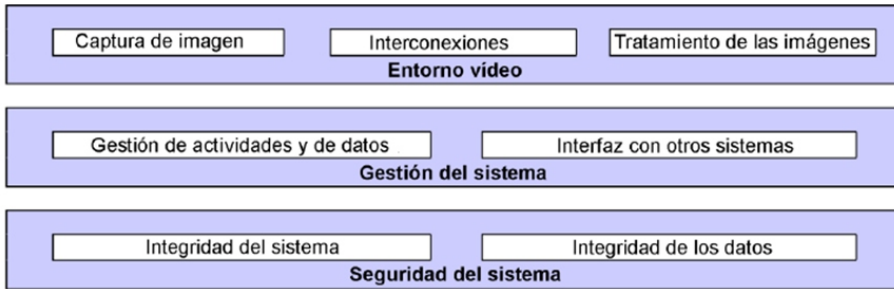 Captura de imagen
Interconexiones
Tratamiento de las imágenes
Entorno vídeo
Gestión de actividades y de datos
Interfaz con otros sistemas
Gestión del sistema
Integridad del sistema
Integridad de los datos
Seguridad del sistema